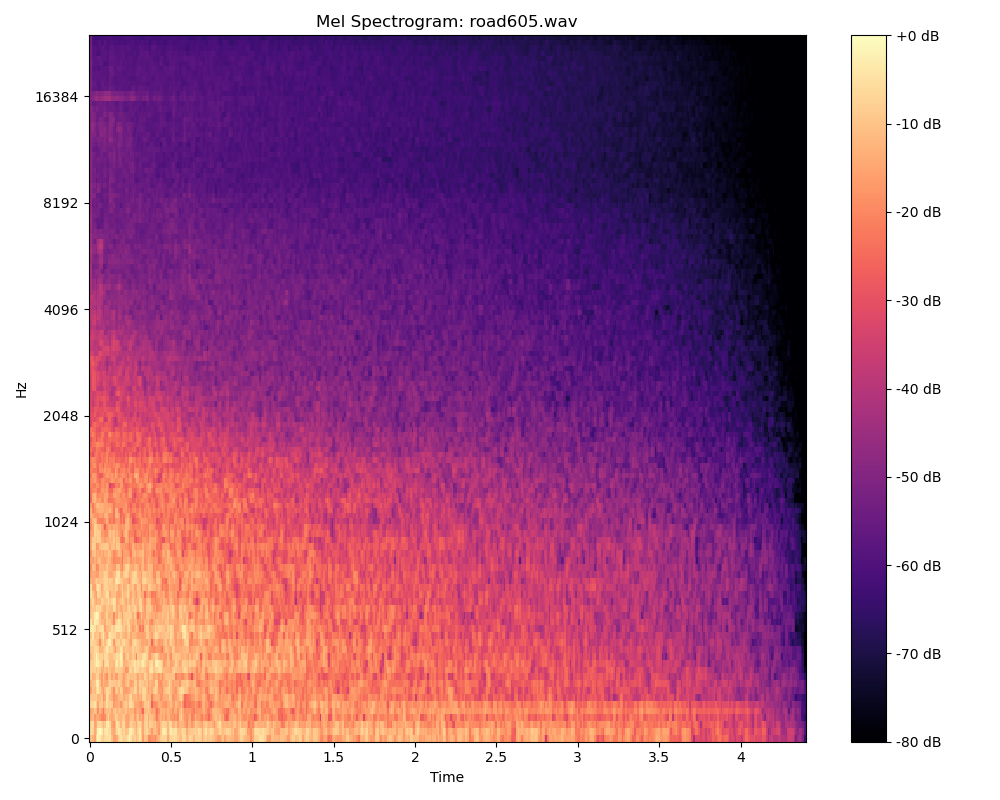 Mel Spectrogram: road605.wav
Hz
16384
8192
4096
2048
1024
512
0
0 0.5 1 1.5 2 2.5 3 3.5 4
Time
+0 dB
-10 dB
-20 dB
-30 dB
-40 dB
-50 dB
-60 dB
-70 dB
-80 dB